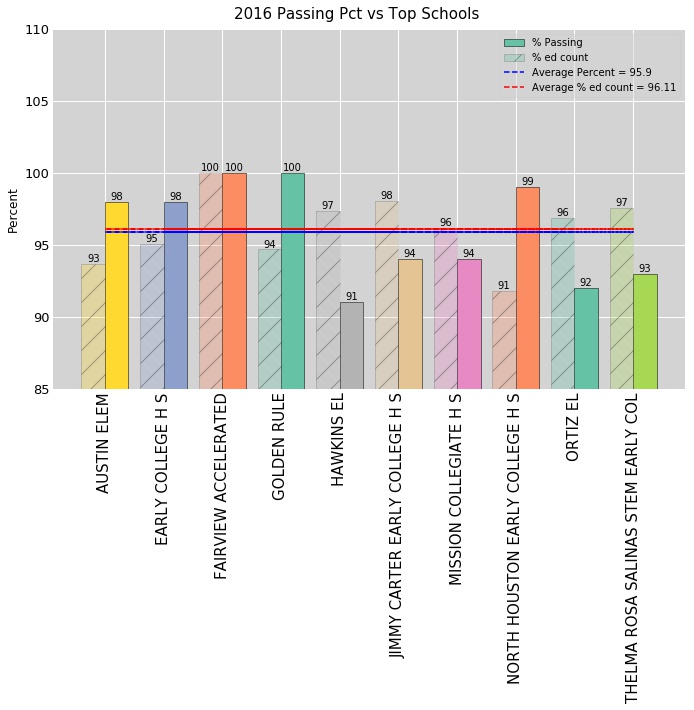 2016 Passing Pct vs Top Schools
% Passing
% ed count
Average Percent = 95.9
Average % ed count = 96.11
Percent
110
105
100
95
90
85
93
98
95
98
100
100
94
100
97
91
98
94
96
94
91
99
96
92
97
93
AUSTIN ELEM
EARLY COLLEGE H S
FAIRVIEW ACCELERATED
GOLDEN RULE
HAWKINS EL
JIMMY CARTER EARLY COLLEGE H S
MISSION COLLEGIATE H S
NORTH HOUSTON EARLY COLLEGE H S
ORTIZ EL
THELMA ROSA SALINAS STEM EARLY COL